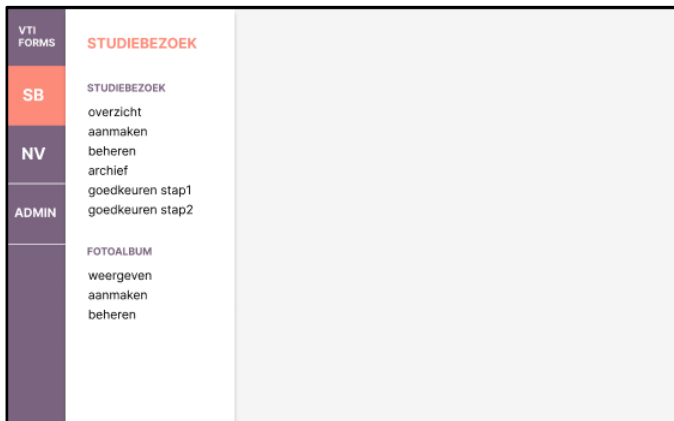 VTI
FORMS
SB
NV
ADMIN
STUDIEBEZOEK
STUDIEBEZOEK
overzicht
aanmaken
beheren
archief
goedkeuren stap1
goedkeuren stap2
FOTOALBUM
weergeven
aanmaken
beheren